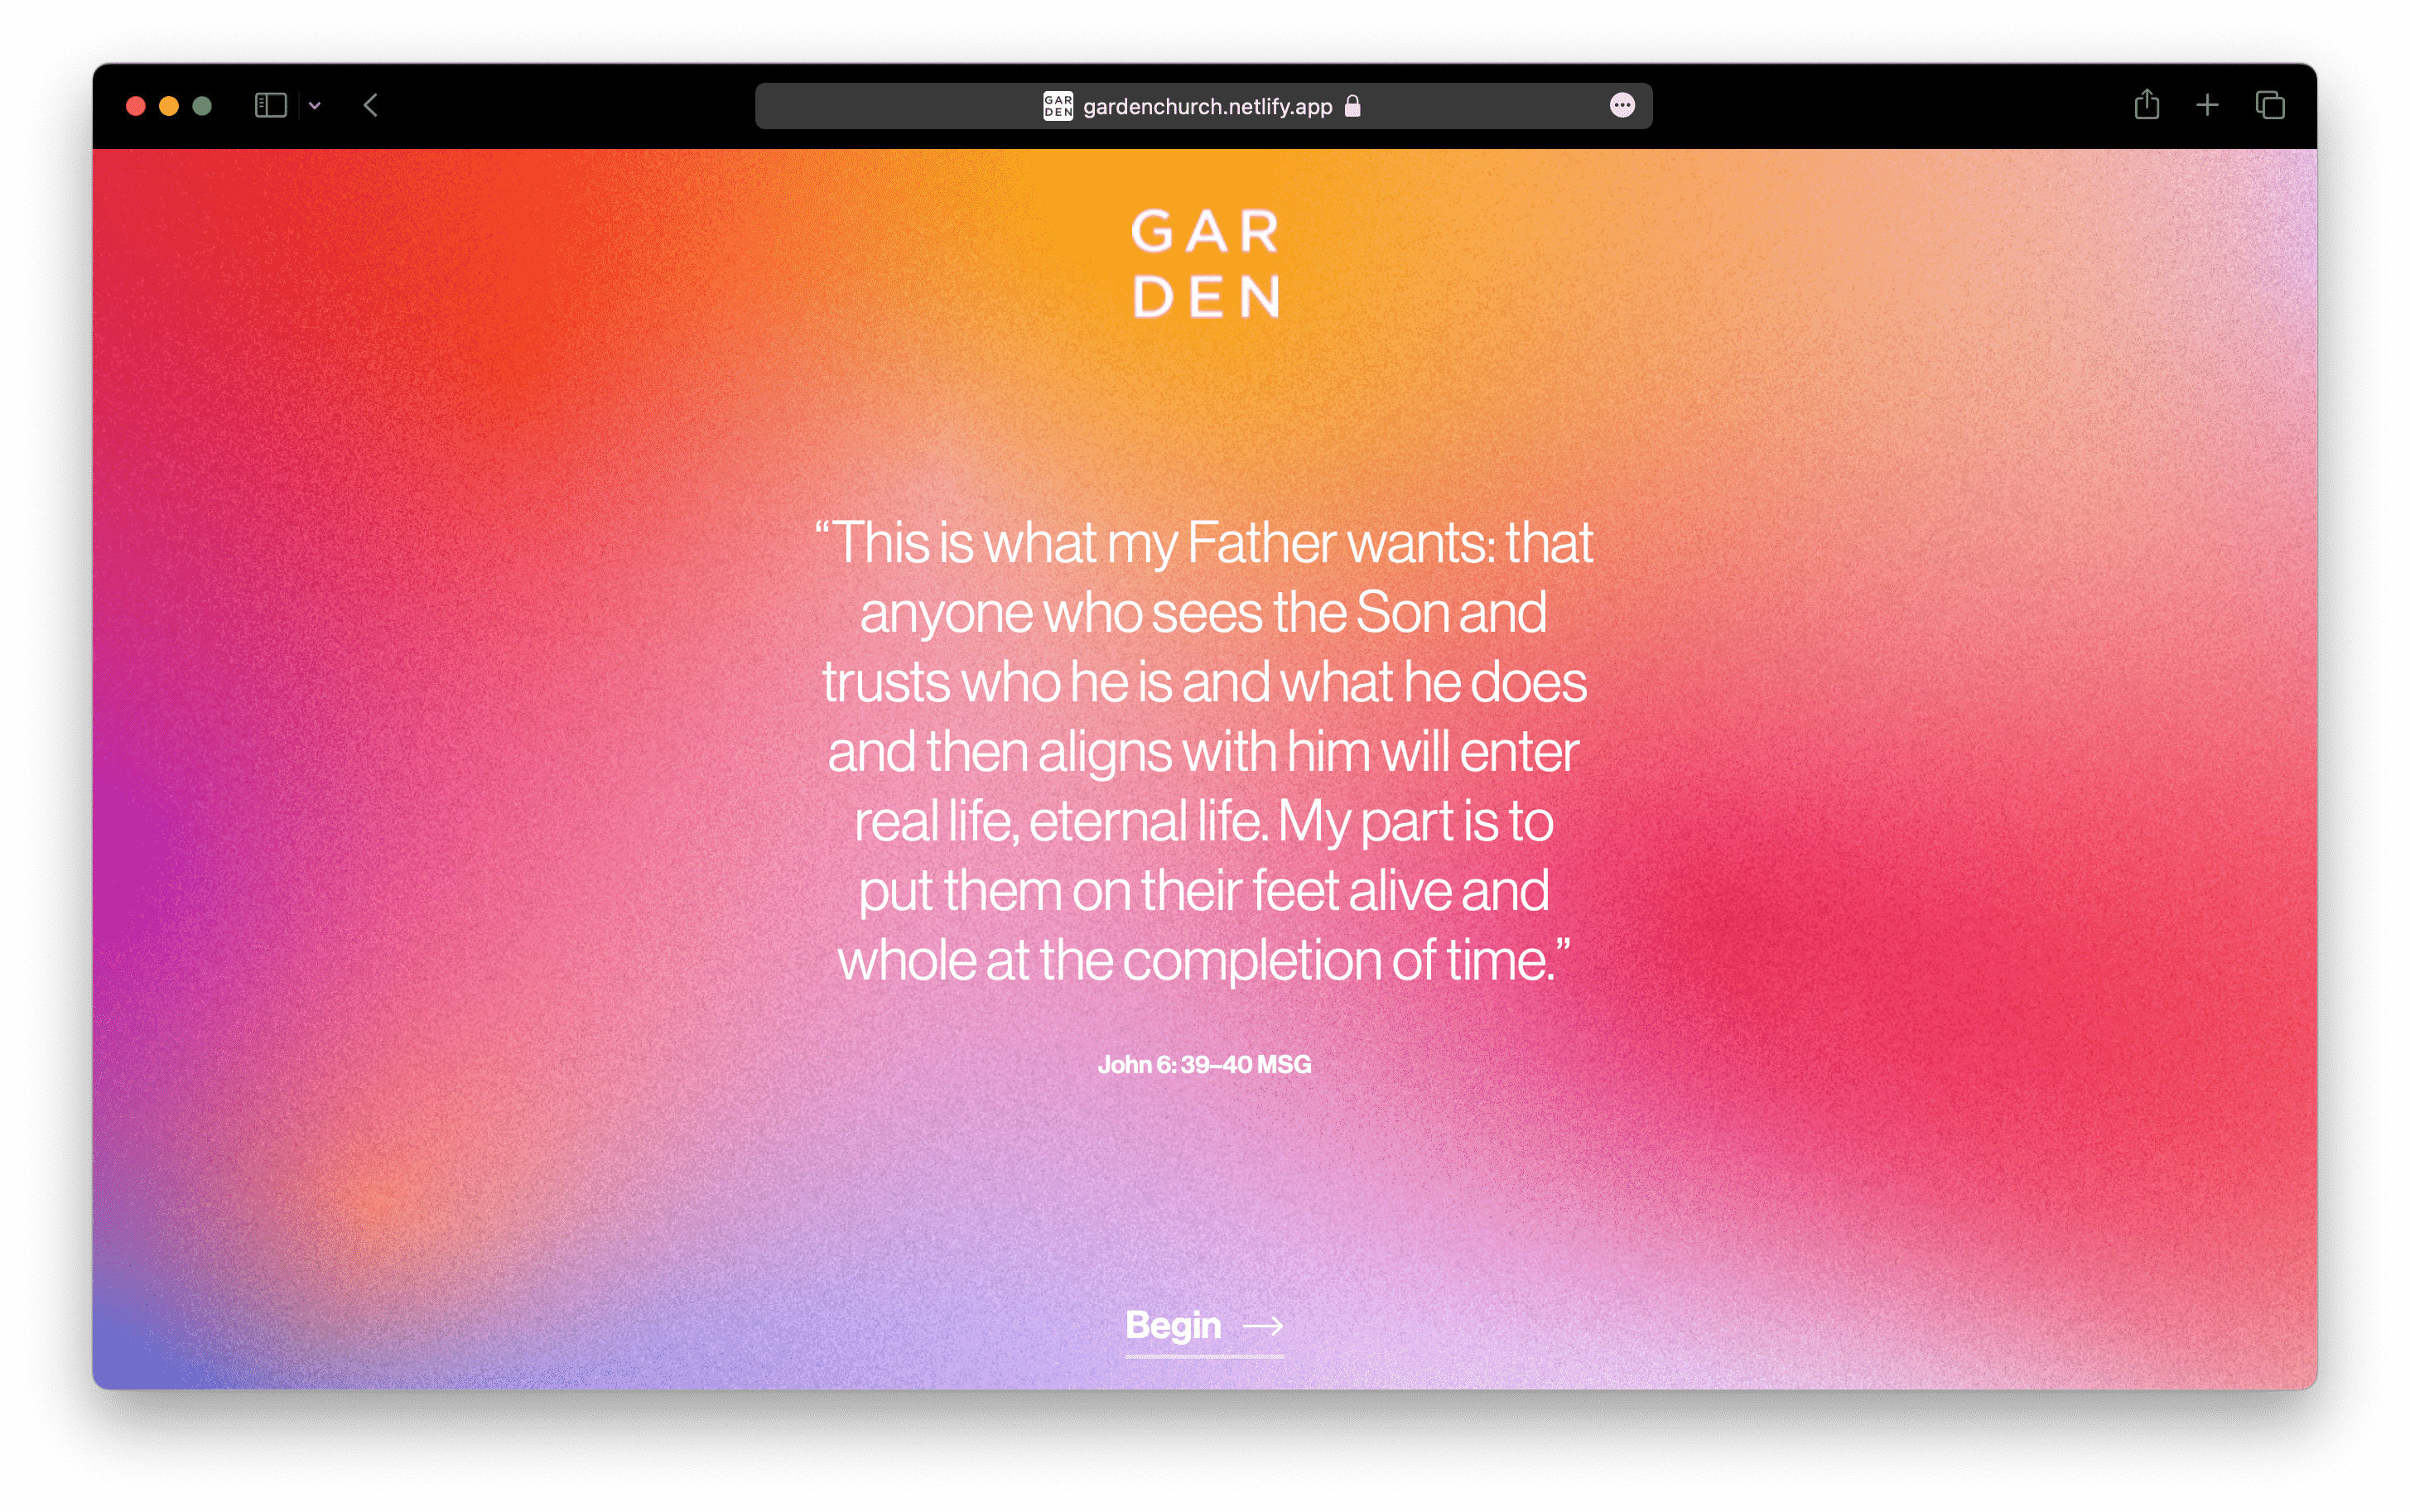 GAR
DEN
gardenchurch.netlify.app
GAR
DEN
“This is what my Father wants: that
anyone who sees the Son and
trusts who he is and what he does
and then aligns with him will enter
real life, eternal life. My part is to
put them on their feet alive and
whole at the completion of time.”
John 6: 39–40 MSG
Begin